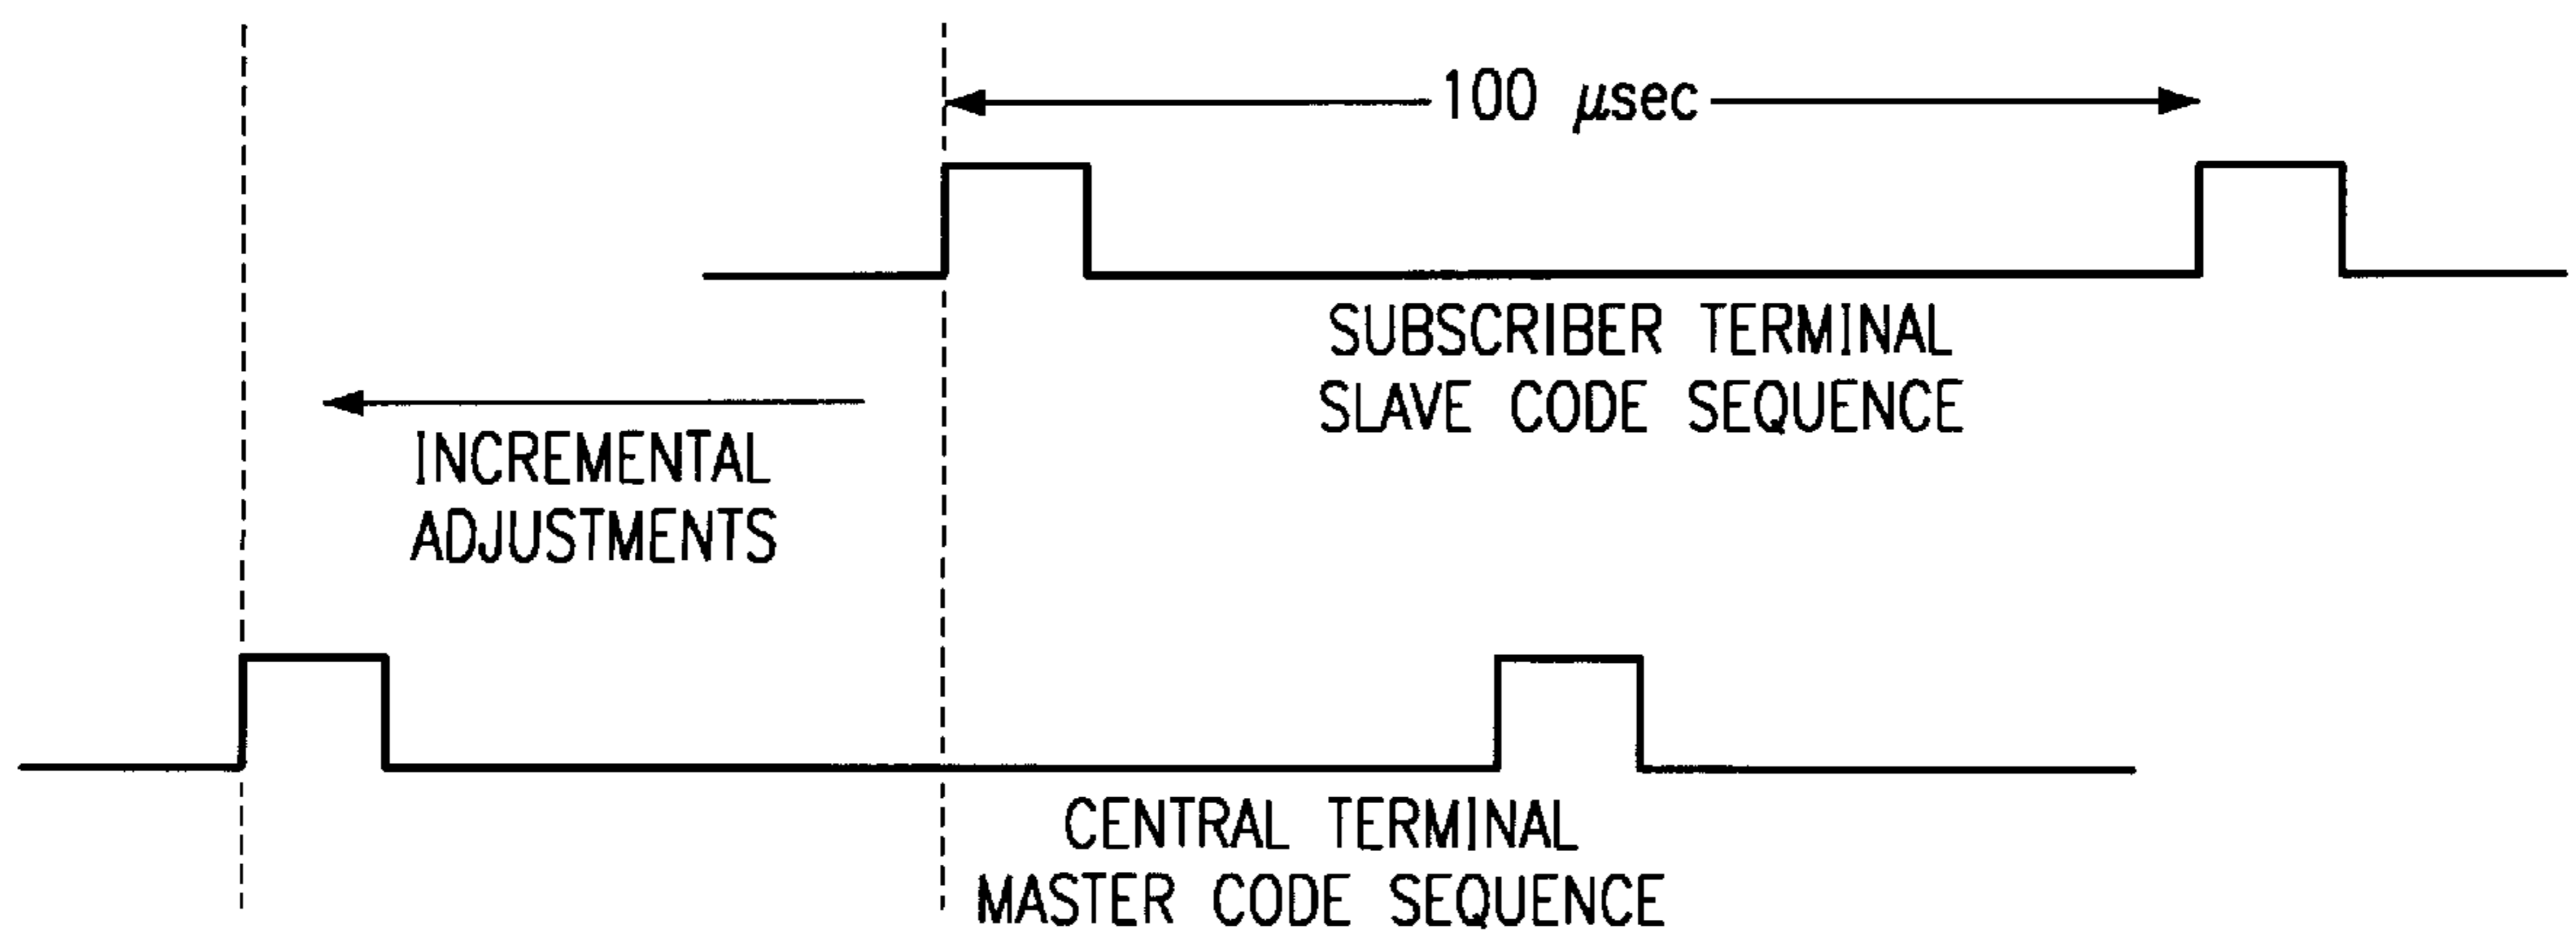 100 μsec
SUBSCRIBER TERMINAL
SLAVE CODE SEQUENCE
INCREMENTAL
ADJUSTMENTS
CENTRAL TERMINAL
MASTER CODE SEQUENCE